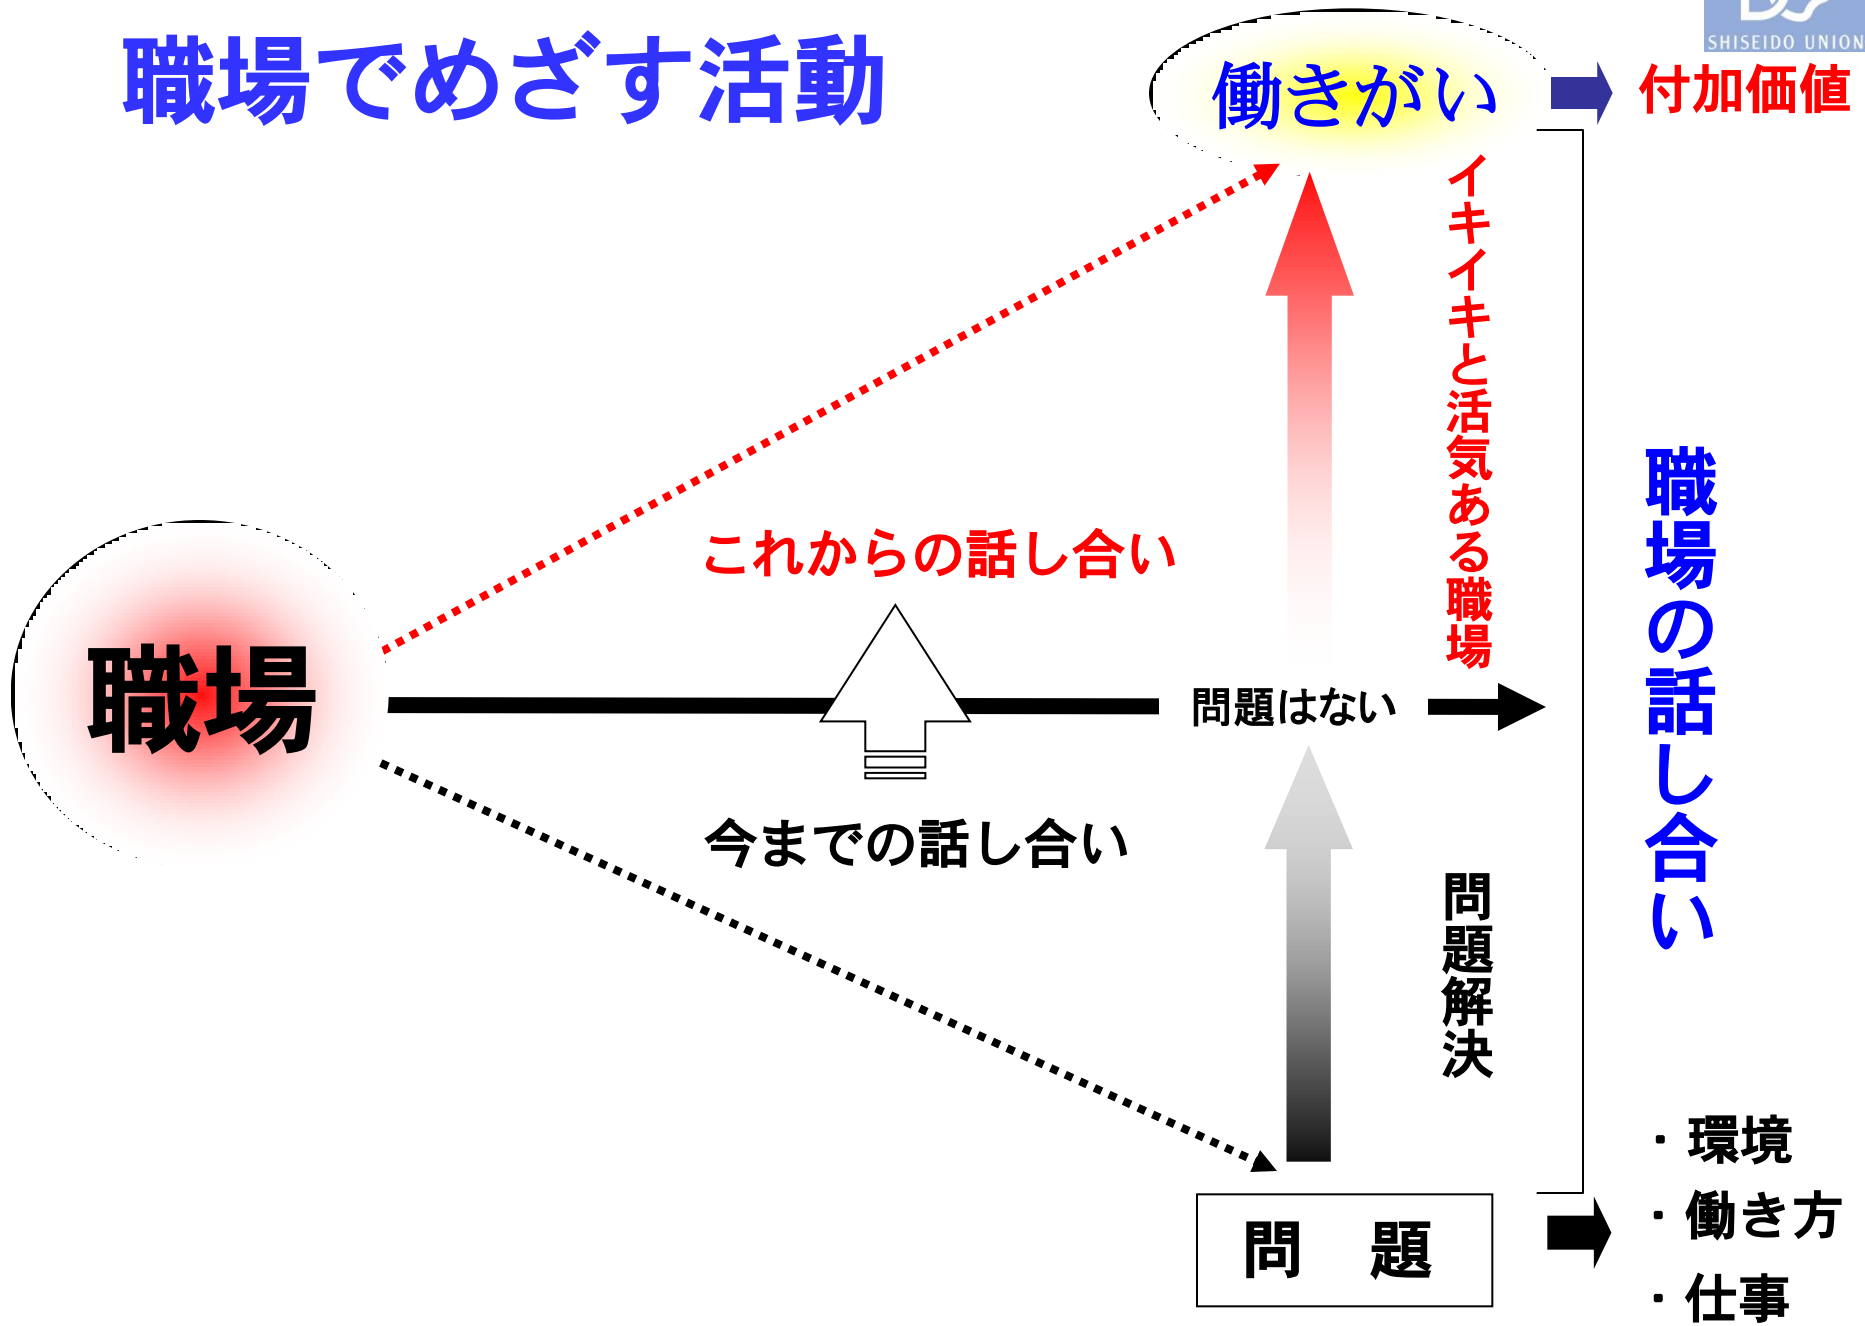 職場でめざす活動
働きがい
SHISEIDO UNION
付加価値
イキイキと活気ある職場
これからの話し合い
職場
問題はない
職場の話し合い
今までの話し合い
問題解決
問　題
・環境
・働き方
・仕事